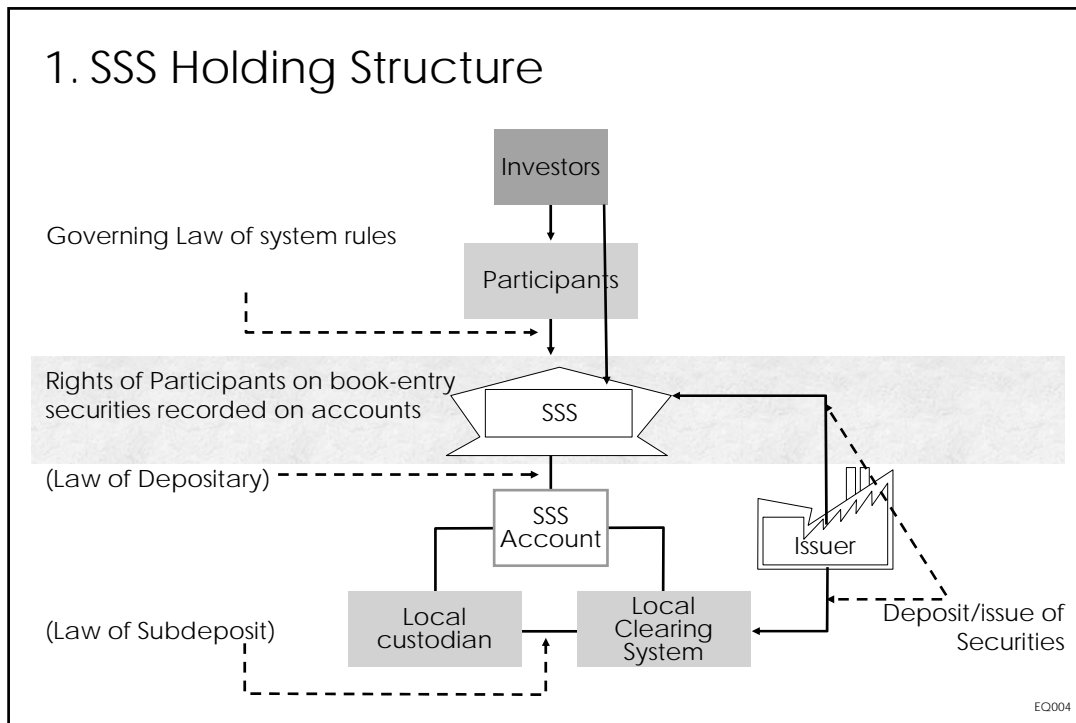 1. SSS Holding Structure
Investors
Governing Law of system rules
Participants
Rights of Participants on book-entry
securities recorded on accounts
SSS
(Law of Depositary)
SSS
Account
Issuer
Local
custodian
Local
Clearing
System
(Law of Subdeposit)
Deposit/issue of
Securities
EQ004